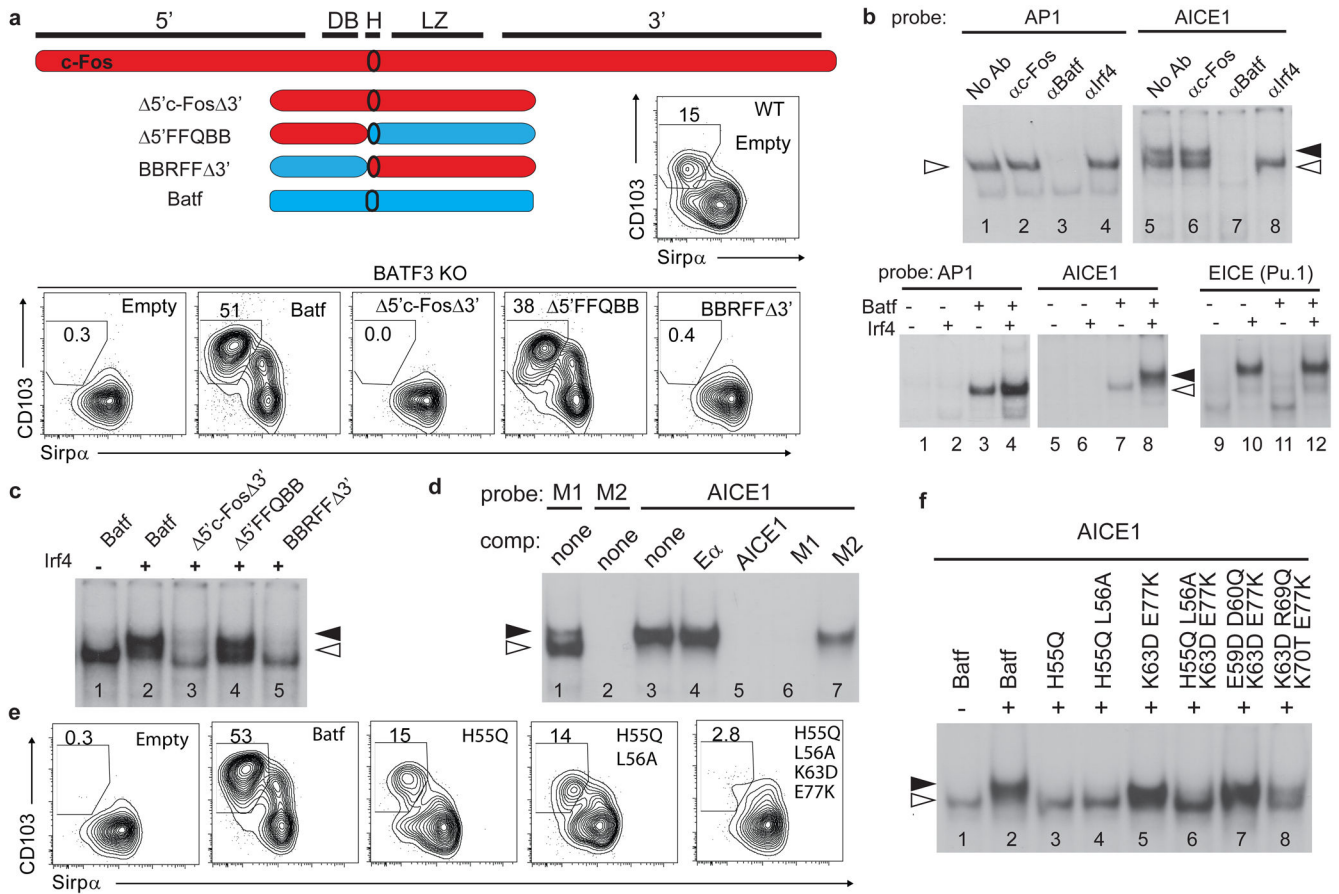 a
5’ DB H LZ 3’
c-Fos
Δ5’c-FosΔ3’
Δ5’FFQBB
BBRFFΔ3’
Batf
15 WT
Empty
CD103
Sirpα
BATF3 KO
0.3 Empty
51 Batf
0.0 Δ5’c-FosΔ3’
38 Δ5’FFQBB
0.4 BBRFFΔ3’
CD103
Sirpα
b
probe: AP1 AICE1
No Ab αc-Fos αBatf αIrf4 No Ab αc-Fos αBatf αIrf4
1 2 3 4 5 6 7 8
probe: AP1 AICE1 EICE (Pu.1)
Batf - - + + - - + + - - + +
Irf4 - + - + - + - + - + - +
1 2 3 4 5 6 7 8 9 10 11 12
c
Batf Batf Δ5’c-FosΔ3’ Δ5’FFQBB BBRFFΔ3’
Irf4 - + + + +
1 2 3 4 5
d
probe: M1 M2 AICE1
comp: none none none Eα AICE1 M1 M2
1 2 3 4 5 6 7
e
0.3 Empty
53 Batf
15 H55Q
14 H55Q
L56A
2.8 H55Q
L56A
K63D
E77K
CD103
Sirpα
f
AICE1
Batf
Batf
H55Q
H55Q L56A
K63D E77K
H55Q L56A
K63D E77K
E59D D60Q
K63D E77K
K63D R69Q
K70T E77K
- + + + + + + +
1 2 3 4 5 6 7 8